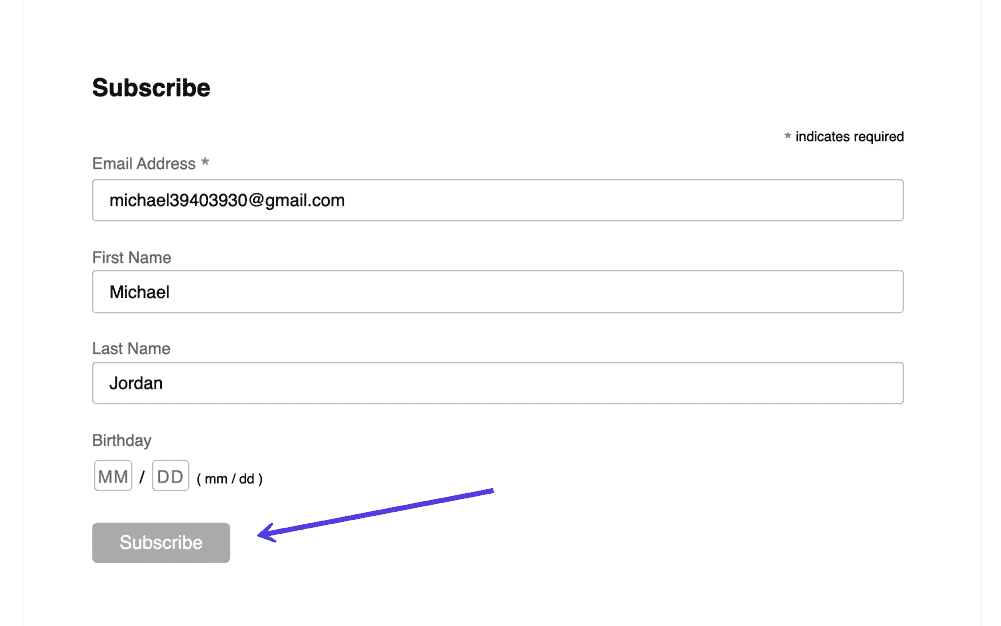 Subscribe
* indicates required
Email Address *
michael39403930@gmail.com
First Name
Michael
Last Name
Jordan
Birthday
MM / DD ( mm / dd )
Subscribe